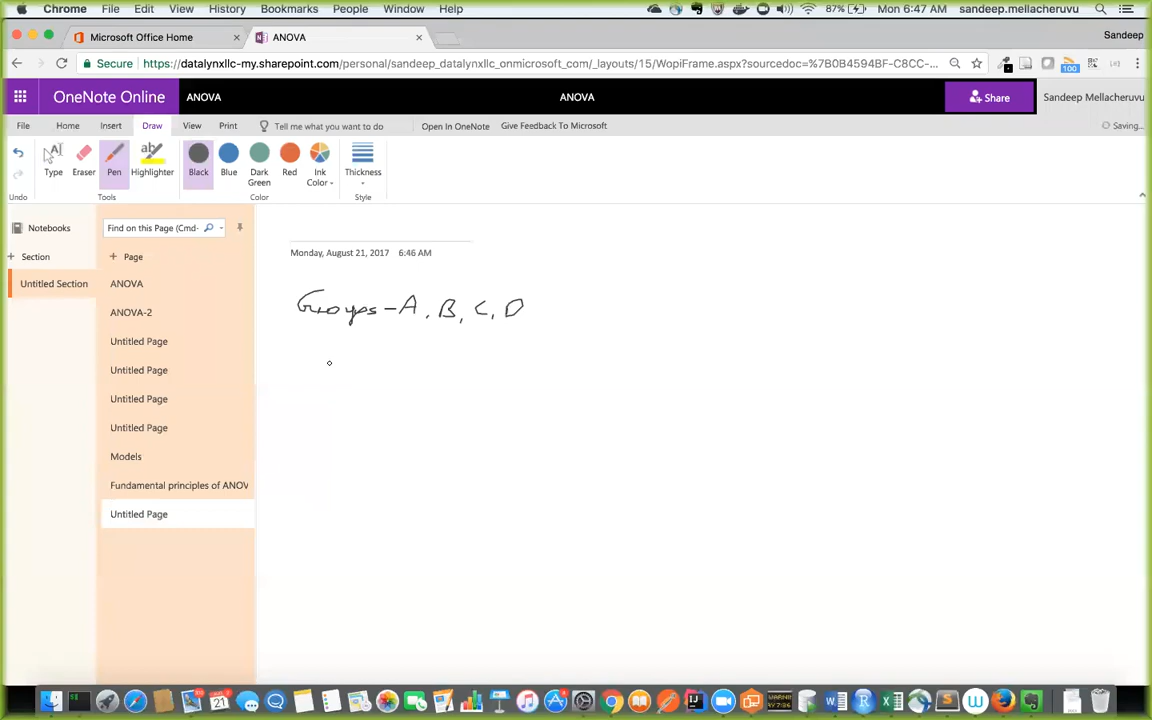 Chrome File Edit View History Bookmarks People Window Help 87% Mon 6:47 AM sandeep.mellacheruvu
Microsoft Office Home × ANOVA × Sandeep
Secure https://datalynxllc-my.sharepoint.com/personal/sandeep_datalynxllc_onmicrosoft_com/_layouts/15/WopiFrame.aspx?sourcedoc=%7B0B4594BF-C8CC-... 100
OneNote Online ANOVA ANOVA Share Sandeep Mellacheruvu
File Home Insert Draw View Print Tell me what you want to do Open In OneNote Give Feedback To Microsoft Saving...
Type Eraser Pen Highlighter Black Blue Dark Green Red Ink Color Thickness
Undo Tools Color Style
Notebooks Find on this Page (Cmd-
Section
Page
Untitled Section
ANOVA
ANOVA-2
Untitled Page
Untitled Page
Untitled Page
Untitled Page
Models
Fundamental principles of ANOV
Untitled Page
Monday, August 21, 2017 6:46 AM
Groups - A, B, C, D